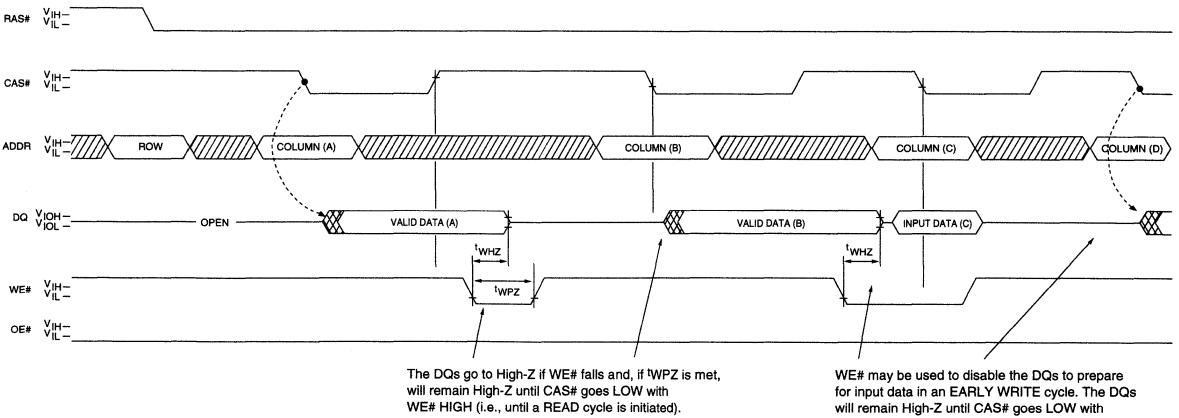 RAS# VIH–
VIL–
CAS# VIH–
VIL–
ADDR VIH–
VIL–
ROW
COLUMN (A)
COLUMN (B)
COLUMN (C)
COLUMN (D)
DQ VIOH–
VIOL–
OPEN
VALID DATA (A)
VALID DATA (B)
INPUT DATA (C)
tWHZ
tWHZ
tWPZ
WE# VIH–
VIL–
OE# VIH–
VIL–
The DQs go to High-Z if WE# falls and, if tWPZ is met,
will remain High-Z until CAS# goes LOW with
WE# HIGH (i.e., until a READ cycle is initiated).
WE# may be used to disable the DQs to prepare
for input data in an EARLY WRITE cycle. The DQs
will remain High-Z until CAS# goes LOW with